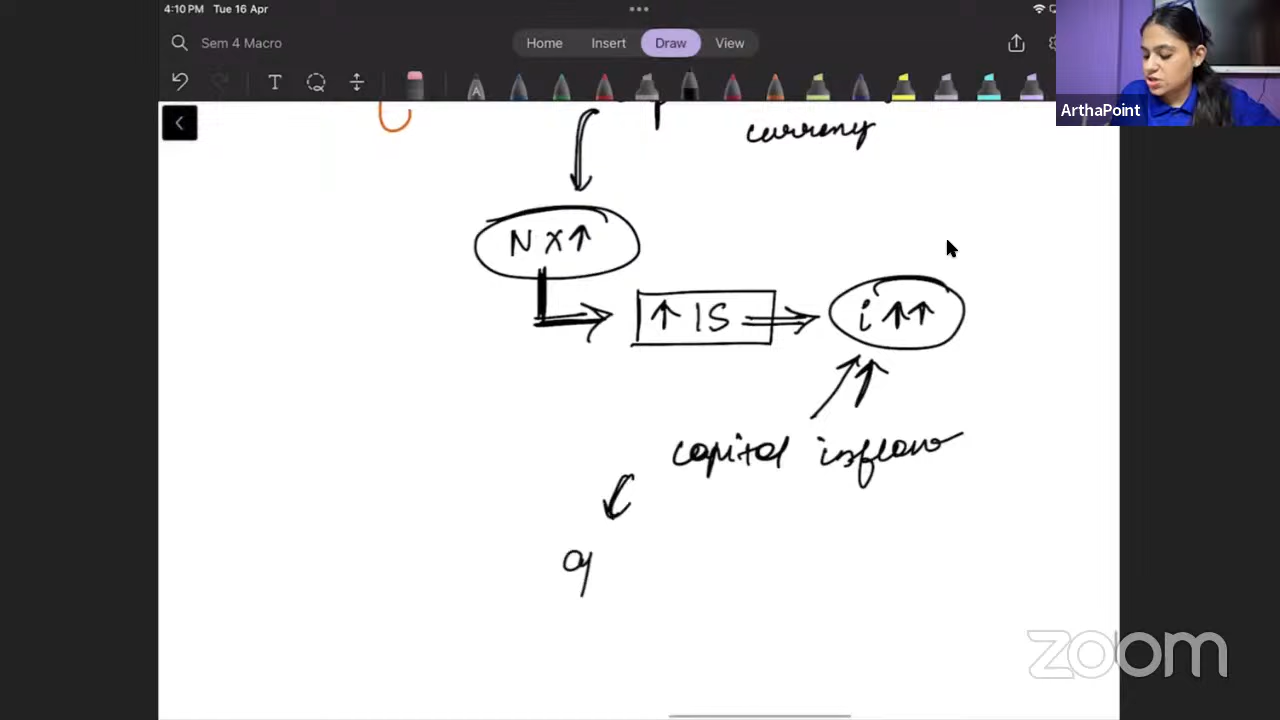 4:10 PM Tue 16 Apr
Sem 4 Macro
Home Insert Draw View
ArthaPoint
currency
NX↑
↑ IS ⇒ i ↑↑
capital inflow
zoom